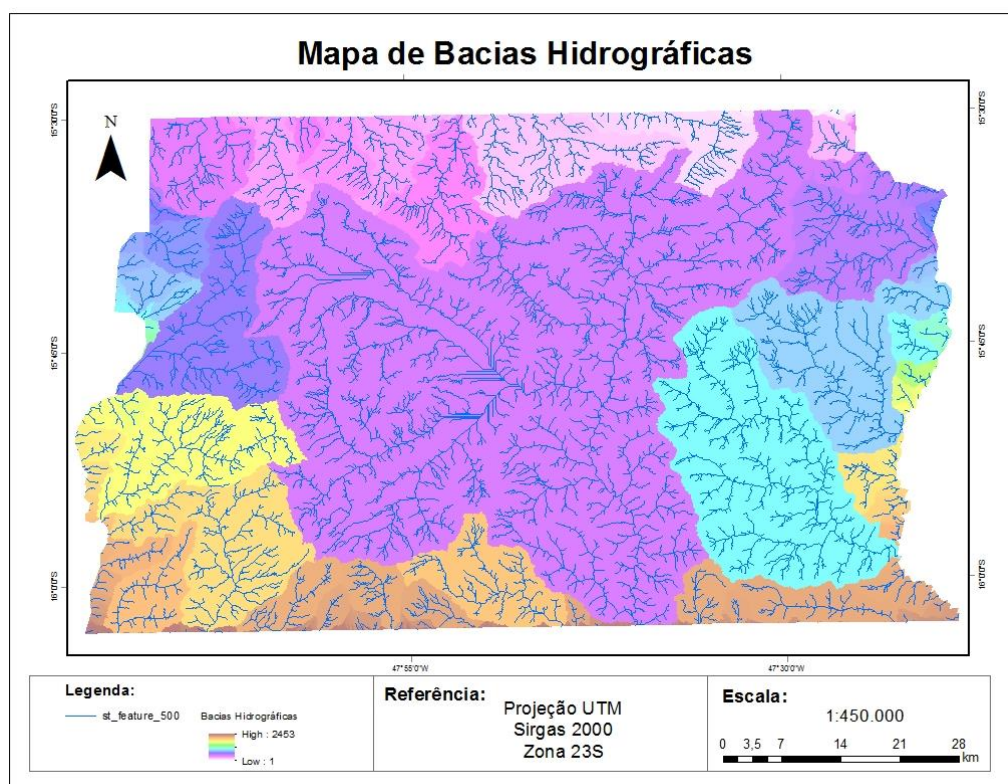 Mapa de Bacias Hidrográficas
N
15°30'0"S
15°30'0"S
15°45'0"S
15°45'0"S
16°0'0"S
16°0'0"S
47°55'0"W
47°30'0"W
Legenda:
st_feature_500
Bacias Hidrográficas
High : 2453
Low : 1
Referência:
Projeção UTM
Sirgas 2000
Zona 23S
Escala:
1:450.000
0 3,5 7 14 21 28
km